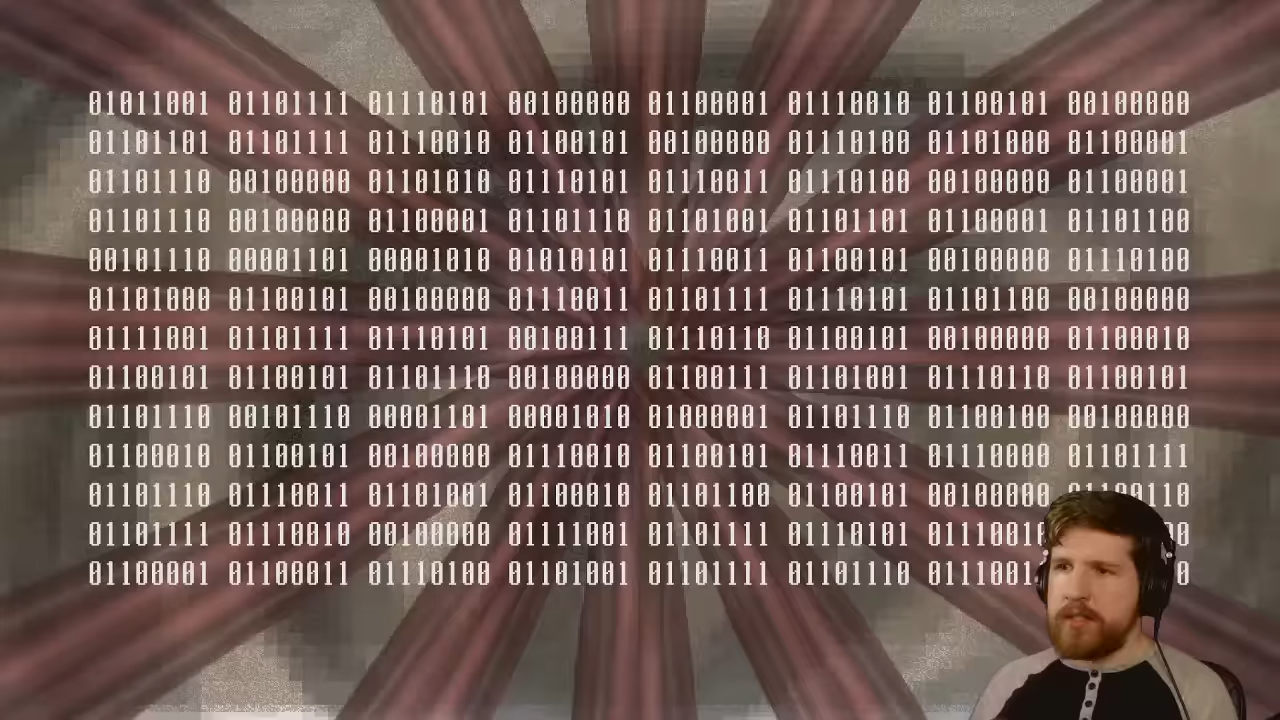 01011001 01101111 01110101 00100000 01100001 01110010 01100101 00100000
01101101 01101111 01110010 01100101 00100000 01110100 01101000 01100001
01101110 00100000 01101010 01110101 01110011 01110100 00100000 01100001
01101110 00100000 01100001 01101110 01101001 01101101 01100001 01101100
00101110 00001101 00001010 01010101 01110011 01100101 00100000 01110100
01101000 01100101 00100000 01110011 01101111 01110101 01101100 00100000
01111001 01101111 01110101 00100111 01110110 01100101 00100000 01100010
01100101 01100101 01101110 00100000 01100111 01101001 01110110 01100101
01101110 00101110 00001101 00001010 01000001 01101110 01100100 00100000
01100010 01100101 00100000 01110010 01100101 01110011 01110000 01101111
01101110 01110011 01101001 01100010 01101100 01100101 00100000
01101111 01110010 00100000 01111001 01101111 01110101
01100001 01100011 01110100 01101001 01101111 01101110